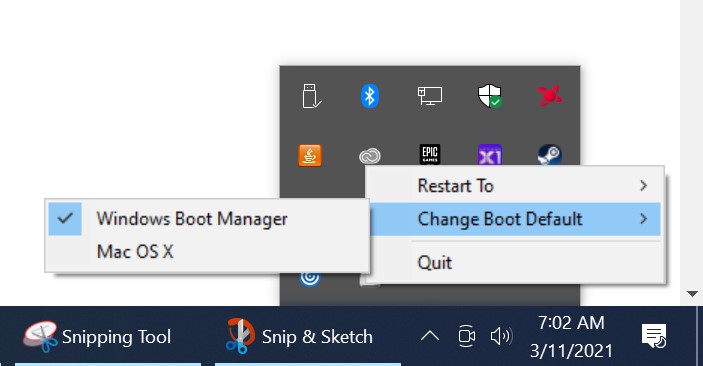 EPIC
GAMES
X1
Restart To
Change Boot Default
Quit
Windows Boot Manager
Mac OS X
Snipping Tool
Snip & Sketch
7:02 AM
3/11/2021